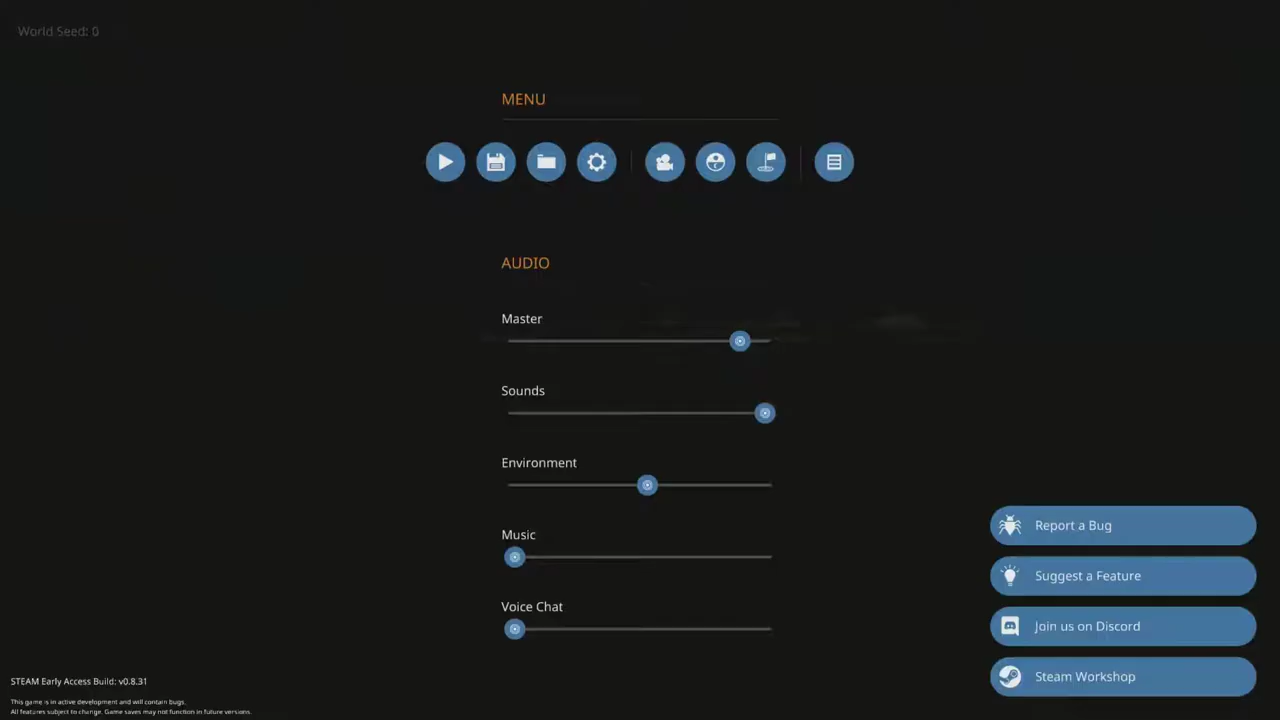 World Seed: 0
MENU
AUDIO
Master
Sounds
Environment
Music
Voice Chat
Report a Bug
Suggest a Feature
Join us on Discord
Steam Workshop
STEAM Early Access Build: v0.8.31
This game is in active development and will contain bugs.
All features subject to change. Game saves may not function in future versions.